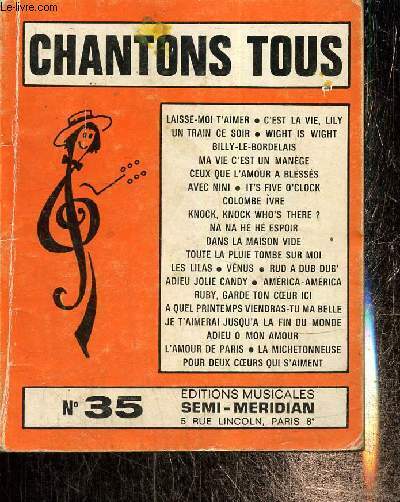 Le-livre.com
CHANTONS TOUS
LAISSE-MOI T'AIMER • C'EST LA VIE, LILY
UN TRAIN CE SOIR • WIGHT IS WIGHT
BILLY-LE-BORDELAIS
MA VIE C'EST UN MANÈGE
CEUX QUE L'AMOUR A BLESSÉS
AVEC NINI • IT'S FIVE O'CLOCK
COLOMBE IVRE
KNOCK, KNOCK WHO'S THERE ?
NA NA HÉ HÉ ESPOIR
DANS LA MAISON VIDE
TOUTE LA PLUIE TOMBE SUR MOI
LES LILAS • VÉNUS • RUB A DUB DUB'
ADIEU JOLIE CANDY • AMÉRICA-AMÉRICA
RUBY, GARDE TON CŒUR ICI
A QUEL PRINTEMPS VIENDRAS-TU MA BELLE
JE T'AIMERAI JUSQU'A LA FIN DU MONDE
ADIEU O MON AMOUR
L'AMOUR DE PARIS • LA MICHETONNEUSE
POUR DEUX CŒURS QUI S'AIMENT
N° 35
EDITIONS MUSICALES
SEMI-MERIDIAN
5 RUE LINCOLN, PARIS 8e